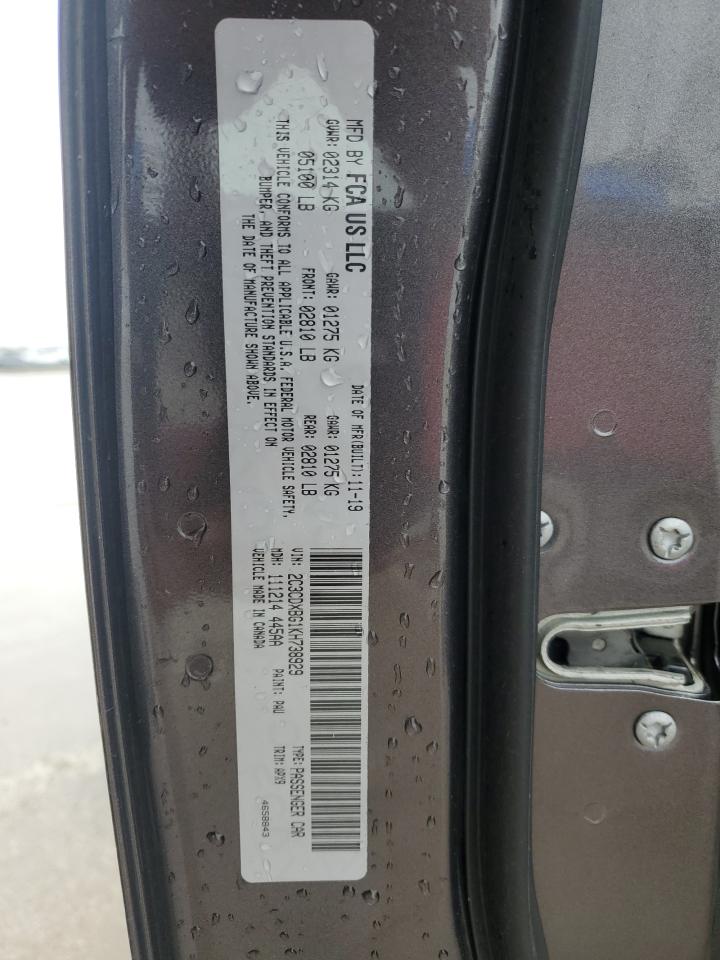 MFD BY FCA US LLC DATE OF MFR(BUILT): 11-19
GVWR: 02314 KG GAWR: 01275 KG GAWR: 01275 KG
05100 LB FRONT: 02810 LB REAR: 02810 LB
THIS VEHICLE CONFORMS TO ALL APPLICABLE U.S.A. FEDERAL MOTOR VEHICLE SAFETY,
BUMPER, AND THEFT PREVENTION STANDARDS IN EFFECT ON
THE DATE OF MANUFACTURE SHOWN ABOVE.
VIN: 2C3CDXBG1KH738929 TYPE: PASSENGER CAR
MDH: 111214 445AA PAINT: PAU TRIM: APX9
VEHICLE MADE IN CANADA 4658843